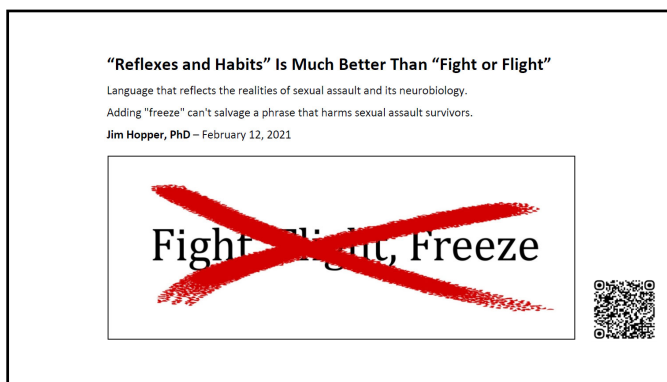 “Reflexes and Habits” Is Much Better Than “Fight or Flight”
Language that reflects the realities of sexual assault and its neurobiology.
Adding "freeze" can't salvage a phrase that harms sexual assault survivors.
Jim Hopper, PhD – February 12, 2021
Fight, Flight, Freeze